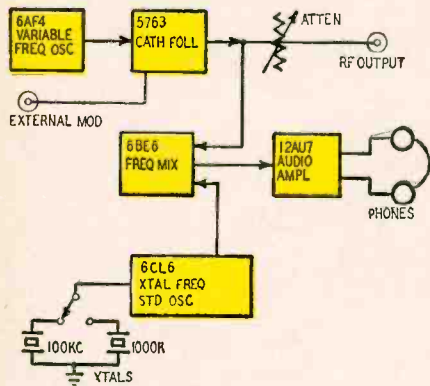 6AF4
VARIABLE
FREQ OSC
5763
CATH FOLL
ATTEN
RF OUTPUT
EXTERNAL MOD
6BE6
FREQ MIX
12AU7
AUDIO
AMPL
PHONES
6CL6
XTAL FREQ
STD OSC
100KC
1000KC
XTALS